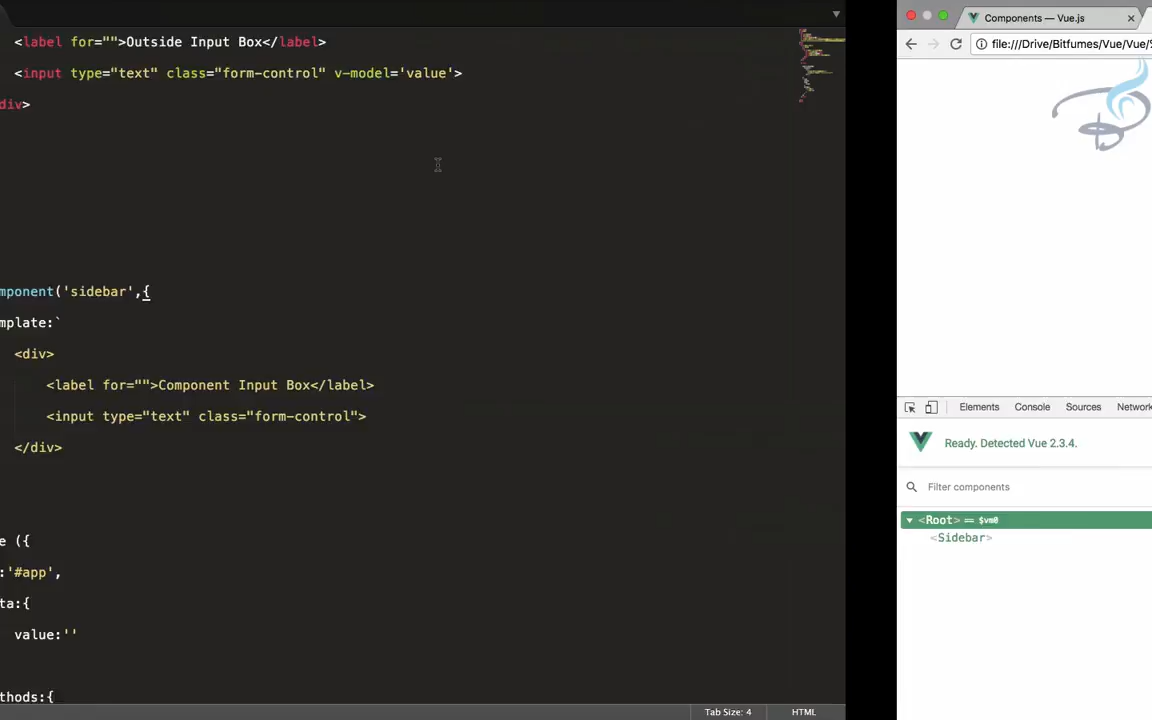 <label for="">Outside Input Box</label>
<input type="text" class="form-control" v-model='value'>
div>
mponent('sidebar',{
mplate:`
<div>
<label for="">Component Input Box</label>
<input type="text" class="form-control">
</div>
e ({
:'#app',
ta:{
value:''
thods:{
Tab Size: 4
HTML
Components — Vue.js
file:///Drive/Bitfumes/Vue/Vue/
Elements
Console
Sources
Network
Ready. Detected Vue 2.3.4.
Filter components
<Root> == $vm0
<Sidebar>